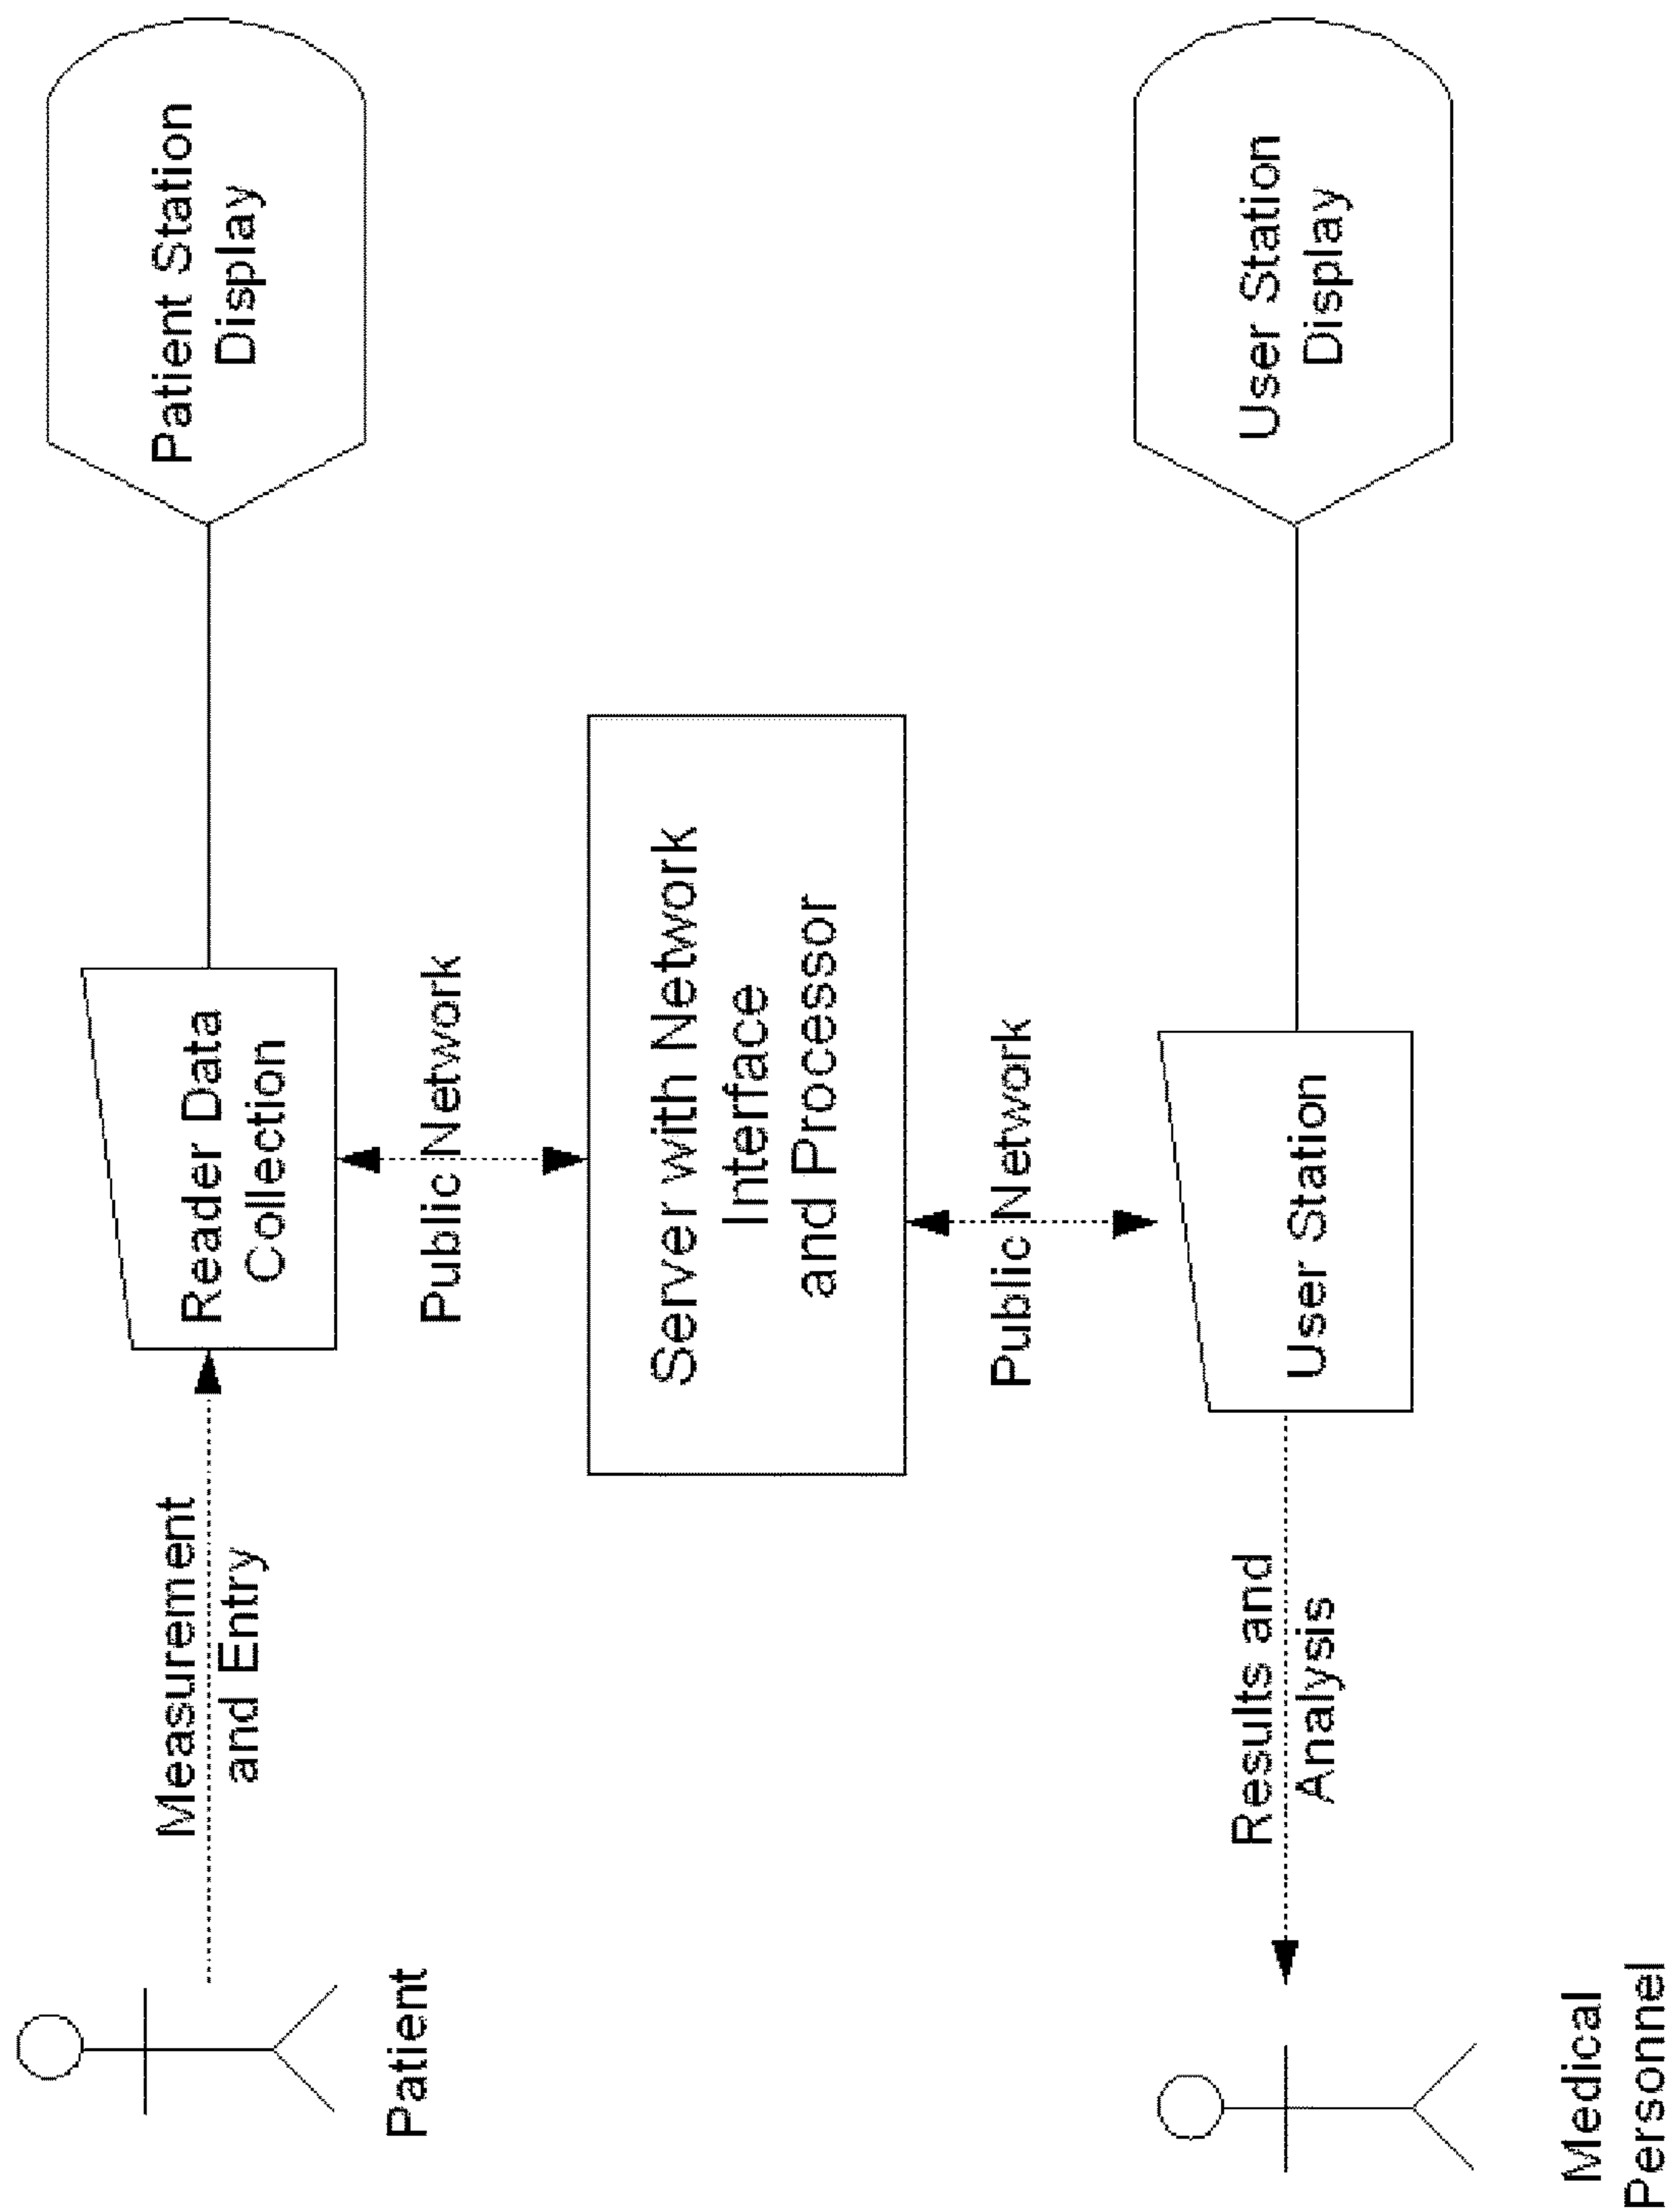 Patient
Measurement
and Entry
Reader Data
Collection
Patient Station
Display
Public Network
Server with Network
Interface
and Processor
Public Network
Medical
Personnel
Results and
Analysis
User Station
User Station
Display